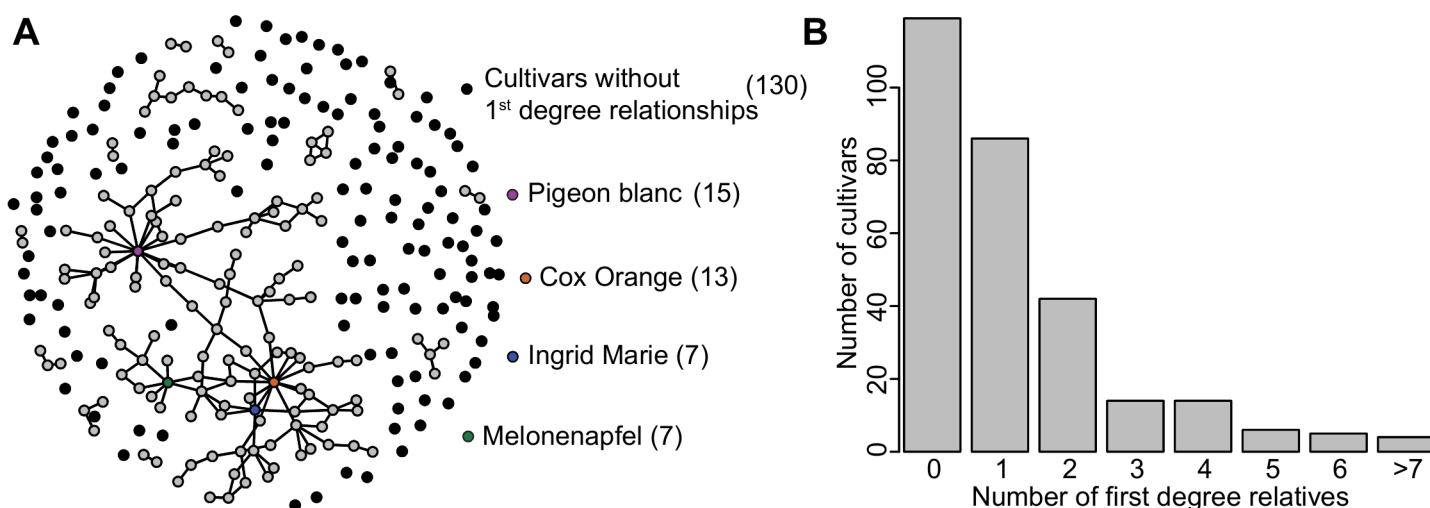 A
Cultivars without (130)
1st degree relationships
Pigeon blanc (15)
Cox Orange (13)
Ingrid Marie (7)
Melonenapfel (7)
B
Number of cultivars
100
80
60
40
20
0
0 1 2 3 4 5 6 >7
Number of first degree relatives